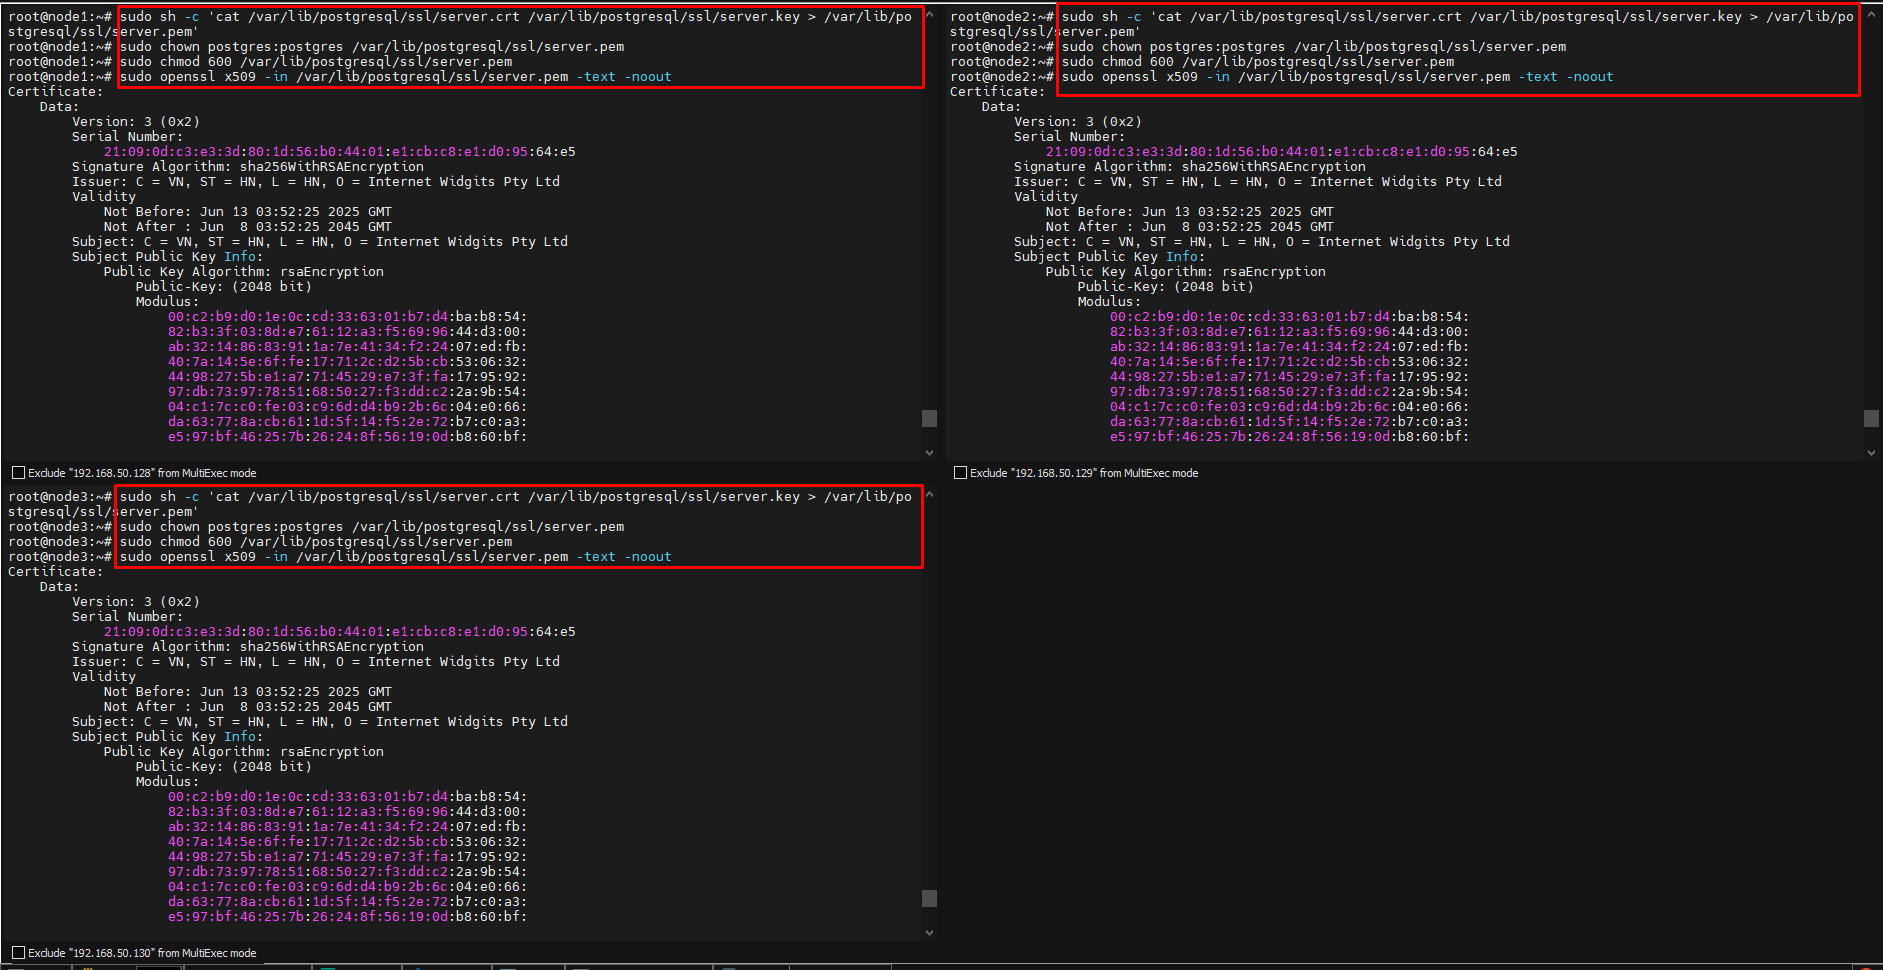 root@node1:~# sudo sh -c 'cat /var/lib/postgresql/ssl/server.crt /var/lib/postgresql/ssl/server.key > /var/lib/po
stgresql/ssl/server.pem'
root@node1:~# sudo chown postgres:postgres /var/lib/postgresql/ssl/server.pem
root@node1:~# sudo chmod 600 /var/lib/postgresql/ssl/server.pem
root@node1:~# sudo openssl x509 -in /var/lib/postgresql/ssl/server.pem -text -noout
Certificate:
Data:
Version: 3 (0x2)
Serial Number:
21:09:0d:c3:e3:3d:80:1d:56:b0:44:01:e1:cb:c8:e1:d0:95:64:e5
Signature Algorithm: sha256WithRSAEncryption
Issuer: C = VN, ST = HN, L = HN, O = Internet Widgits Pty Ltd
Validity
Not Before: Jun 13 03:52:25 2025 GMT
Not After : Jun  8 03:52:25 2045 GMT
Subject: C = VN, ST = HN, L = HN, O = Internet Widgits Pty Ltd
Subject Public Key Info:
Public Key Algorithm: rsaEncryption
Public-Key: (2048 bit)
Modulus:
00:c2:b9:d0:1e:0c:cd:33:63:01:b7:d4:ba:b8:54:
82:b3:3f:03:8d:e7:61:12:a3:f5:69:96:44:d3:00:
ab:32:14:86:83:91:1a:7e:41:34:f2:24:07:ed:fb:
40:7a:14:5e:6f:fe:17:71:2c:d2:5b:cb:53:06:32:
44:98:27:5b:e1:a7:71:45:29:e7:3f:fa:17:95:92:
97:db:73:97:78:51:68:50:27:f3:dd:c2:2a:9b:54:
04:c1:7c:c0:fe:03:c9:6d:d4:b9:2b:6c:04:e0:66:
da:63:77:8a:cb:61:1d:5f:14:f5:2e:72:b7:c0:a3:
e5:97:bf:46:25:7b:26:24:8f:56:19:0d:b8:60:bf:
Exclude "192.168.50.128" from MultiExec mode
root@node2:~# sudo sh -c 'cat /var/lib/postgresql/ssl/server.crt /var/lib/postgresql/ssl/server.key > /var/lib/po
stgresql/ssl/server.pem'
root@node2:~# sudo chown postgres:postgres /var/lib/postgresql/ssl/server.pem
root@node2:~# sudo chmod 600 /var/lib/postgresql/ssl/server.pem
root@node2:~# sudo openssl x509 -in /var/lib/postgresql/ssl/server.pem -text -noout
Certificate:
Data:
Version: 3 (0x2)
Serial Number:
21:09:0d:c3:e3:3d:80:1d:56:b0:44:01:e1:cb:c8:e1:d0:95:64:e5
Signature Algorithm: sha256WithRSAEncryption
Issuer: C = VN, ST = HN, L = HN, O = Internet Widgits Pty Ltd
Validity
Not Before: Jun 13 03:52:25 2025 GMT
Not After : Jun  8 03:52:25 2045 GMT
Subject: C = VN, ST = HN, L = HN, O = Internet Widgits Pty Ltd
Subject Public Key Info:
Public Key Algorithm: rsaEncryption
Public-Key: (2048 bit)
Modulus:
00:c2:b9:d0:1e:0c:cd:33:63:01:b7:d4:ba:b8:54:
82:b3:3f:03:8d:e7:61:12:a3:f5:69:96:44:d3:00:
ab:32:14:86:83:91:1a:7e:41:34:f2:24:07:ed:fb:
40:7a:14:5e:6f:fe:17:71:2c:d2:5b:cb:53:06:32:
44:98:27:5b:e1:a7:71:45:29:e7:3f:fa:17:95:92:
97:db:73:97:78:51:68:50:27:f3:dd:c2:2a:9b:54:
04:c1:7c:c0:fe:03:c9:6d:d4:b9:2b:6c:04:e0:66:
da:63:77:8a:cb:61:1d:5f:14:f5:2e:72:b7:c0:a3:
e5:97:bf:46:25:7b:26:24:8f:56:19:0d:b8:60:bf:
Exclude "192.168.50.129" from MultiExec mode
root@node3:~# sudo sh -c 'cat /var/lib/postgresql/ssl/server.crt /var/lib/postgresql/ssl/server.key > /var/lib/po
stgresql/ssl/server.pem'
root@node3:~# sudo chown postgres:postgres /var/lib/postgresql/ssl/server.pem
root@node3:~# sudo chmod 600 /var/lib/postgresql/ssl/server.pem
root@node3:~# sudo openssl x509 -in /var/lib/postgresql/ssl/server.pem -text -noout
Certificate:
Data:
Version: 3 (0x2)
Serial Number:
21:09:0d:c3:e3:3d:80:1d:56:b0:44:01:e1:cb:c8:e1:d0:95:64:e5
Signature Algorithm: sha256WithRSAEncryption
Issuer: C = VN, ST = HN, L = HN, O = Internet Widgits Pty Ltd
Validity
Not Before: Jun 13 03:52:25 2025 GMT
Not After : Jun  8 03:52:25 2045 GMT
Subject: C = VN, ST = HN, L = HN, O = Internet Widgits Pty Ltd
Subject Public Key Info:
Public Key Algorithm: rsaEncryption
Public-Key: (2048 bit)
Modulus:
00:c2:b9:d0:1e:0c:cd:33:63:01:b7:d4:ba:b8:54:
82:b3:3f:03:8d:e7:61:12:a3:f5:69:96:44:d3:00:
ab:32:14:86:83:91:1a:7e:41:34:f2:24:07:ed:fb:
40:7a:14:5e:6f:fe:17:71:2c:d2:5b:cb:53:06:32:
44:98:27:5b:e1:a7:71:45:29:e7:3f:fa:17:95:92:
97:db:73:97:78:51:68:50:27:f3:dd:c2:2a:9b:54:
04:c1:7c:c0:fe:03:c9:6d:d4:b9:2b:6c:04:e0:66:
da:63:77:8a:cb:61:1d:5f:14:f5:2e:72:b7:c0:a3:
e5:97:bf:46:25:7b:26:24:8f:56:19:0d:b8:60:bf:
Exclude "192.168.50.130" from MultiExec mode